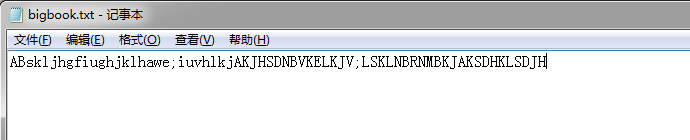 bigbook.txt - 记事本
文件(F) 编辑(E) 格式(O) 查看(V) 帮助(H)
ABskljhgfiughjklhawe;iuvhlkjAKJHSDNBVKELKJV;LSKLNBRNMBKJAKSDHKLSDJH